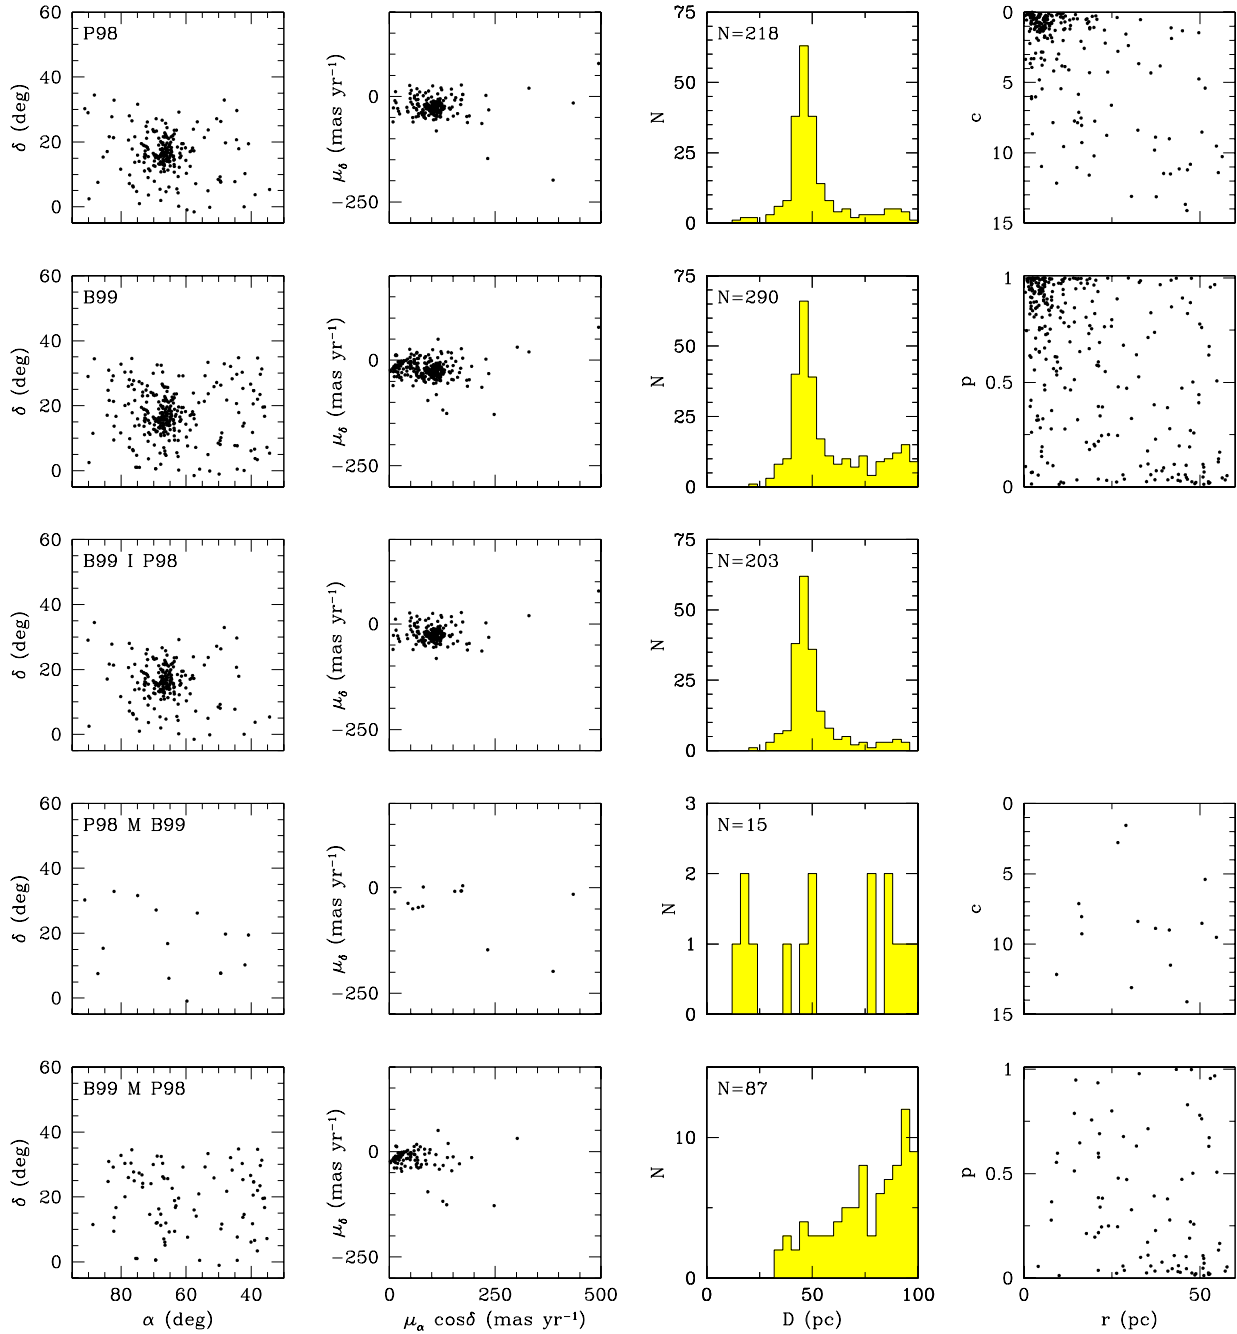 P98
N=218
60
40
20
0
δ (deg)
0
−250
μδ (mas yr−1)
75
50
25
0
N
0
5
10
15
c
B99
N=290
60
40
20
0
δ (deg)
0
−250
μδ (mas yr−1)
75
50
25
0
N
1
0.5
0
p
B99 I P98
N=203
60
40
20
0
δ (deg)
0
−250
μδ (mas yr−1)
75
50
25
0
N
P98 M B99
N=15
60
40
20
0
δ (deg)
0
−250
μδ (mas yr−1)
3
2
1
0
N
0
5
10
15
c
B99 M P98
N=87
60
40
20
0
δ (deg)
0
−250
μδ (mas yr−1)
10
0
N
1
0.5
0
p
80 60 40
0 250 500
0 50 100
0 50
α (deg)
μα cosδ (mas yr−1)
D (pc)
r (pc)